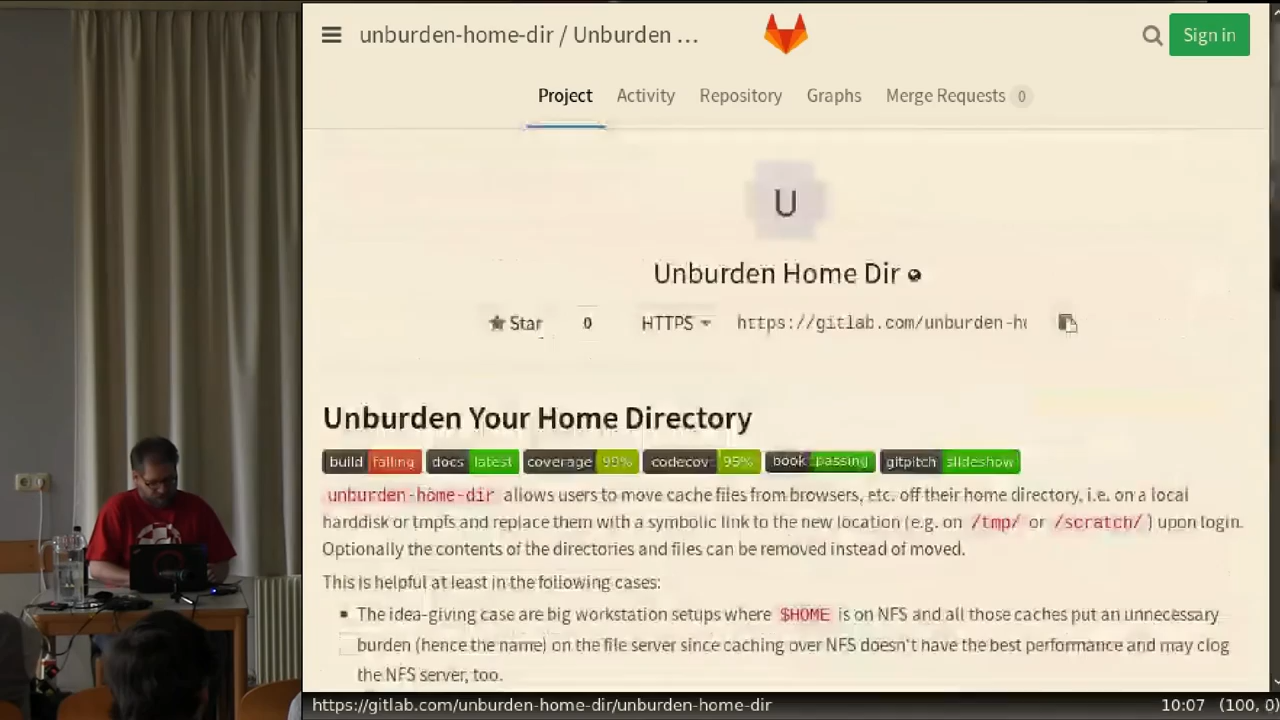 unburden-home-dir / Unburden …
Sign in
Project Activity Repository Graphs Merge Requests 0
U
Unburden Home Dir
Star 0 HTTPS https://gitlab.com/unburden-h
Unburden Your Home Directory
build failing docs latest coverage 99% codecov 95% book passing gitpitch slideshow
unburden-home-dir allows users to move cache files from browsers, etc. off their home directory, i.e. on a local
harddisk or tmpfs and replace them with a symbolic link to the new location (e.g. on /tmp/ or /scratch/ ) upon login.
Optionally the contents of the directories and files can be removed instead of moved.
This is helpful at least in the following cases:
▪ The idea-giving case are big workstation setups where $HOME is on NFS and all those caches put an unnecessary
burden (hence the name) on the file server since caching over NFS doesn't have the best performance and may clog
the NFS server, too.
https://gitlab.com/unburden-home-dir/unburden-home-dir 10:07 (100, 0)